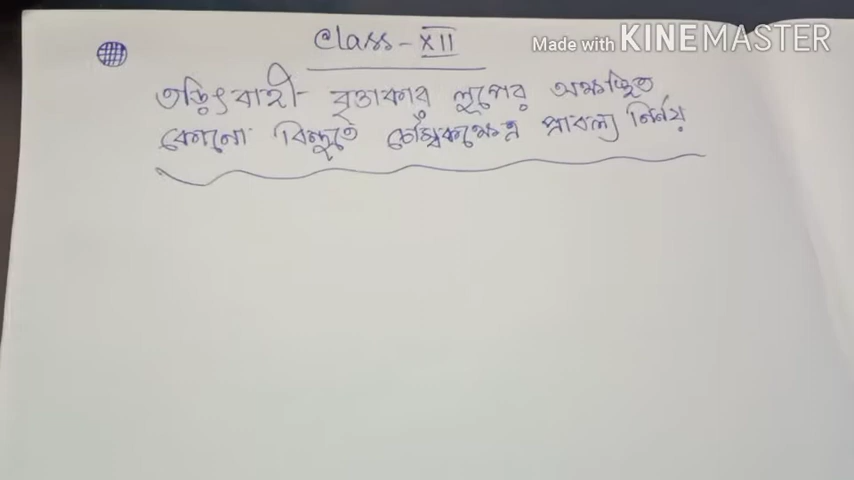 Class - XII
Made with KINEMASTER
তড়িৎবাহী বৃত্তাকার লুপের অক্ষস্থিত
কোনো বিন্দুতে চৌম্বকক্ষেত্র প্রাবল্য নির্ণয়